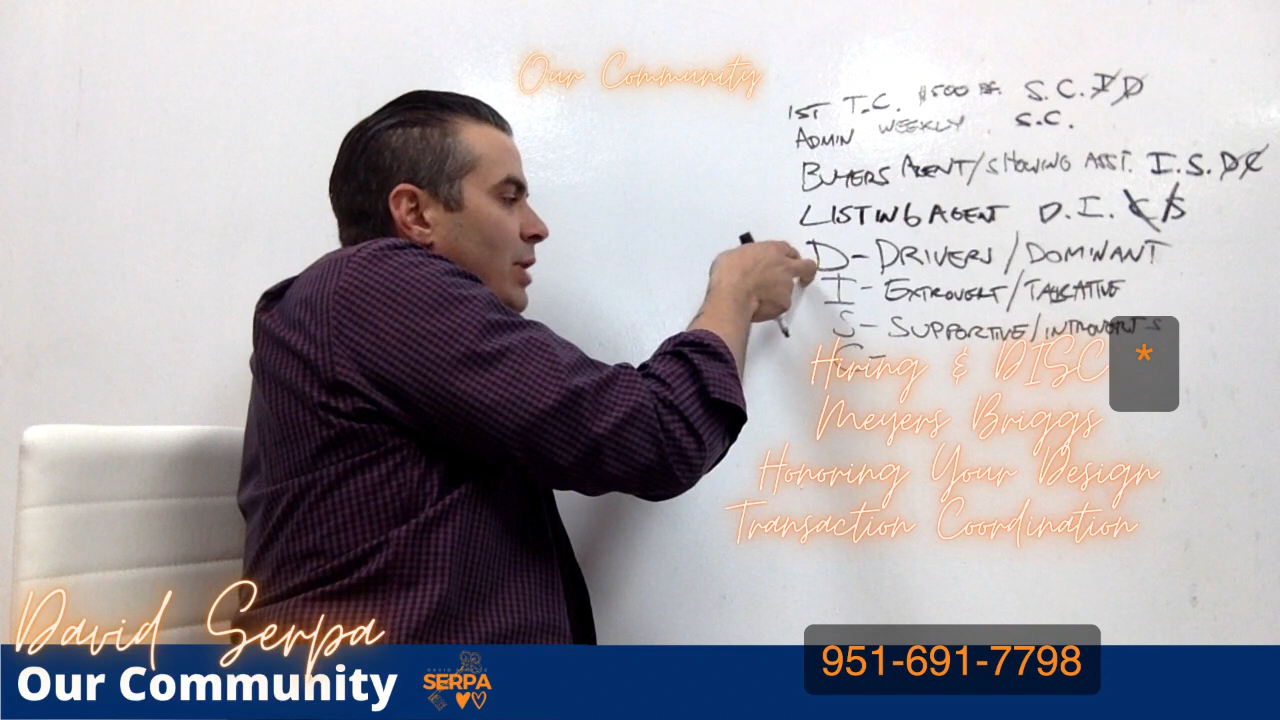 Our Community
1ST T.C. $500 S.C. I D
ADMIN WEEKLY S.C.
BUYERS AGENT/SHOWING ASST. I.S. D C
LISTING AGENT D.I. C/S
D- DRIVERS/DOMINANT
I- EXTROVERT/TALKATIVE
S- SUPPORTIVE/INTROVERTS
C-
Hiring & DISC *
Meyers Briggs
Honoring Your Design
Transaction Coordination
David Serpa
Our Community
SERPA
951-691-7798